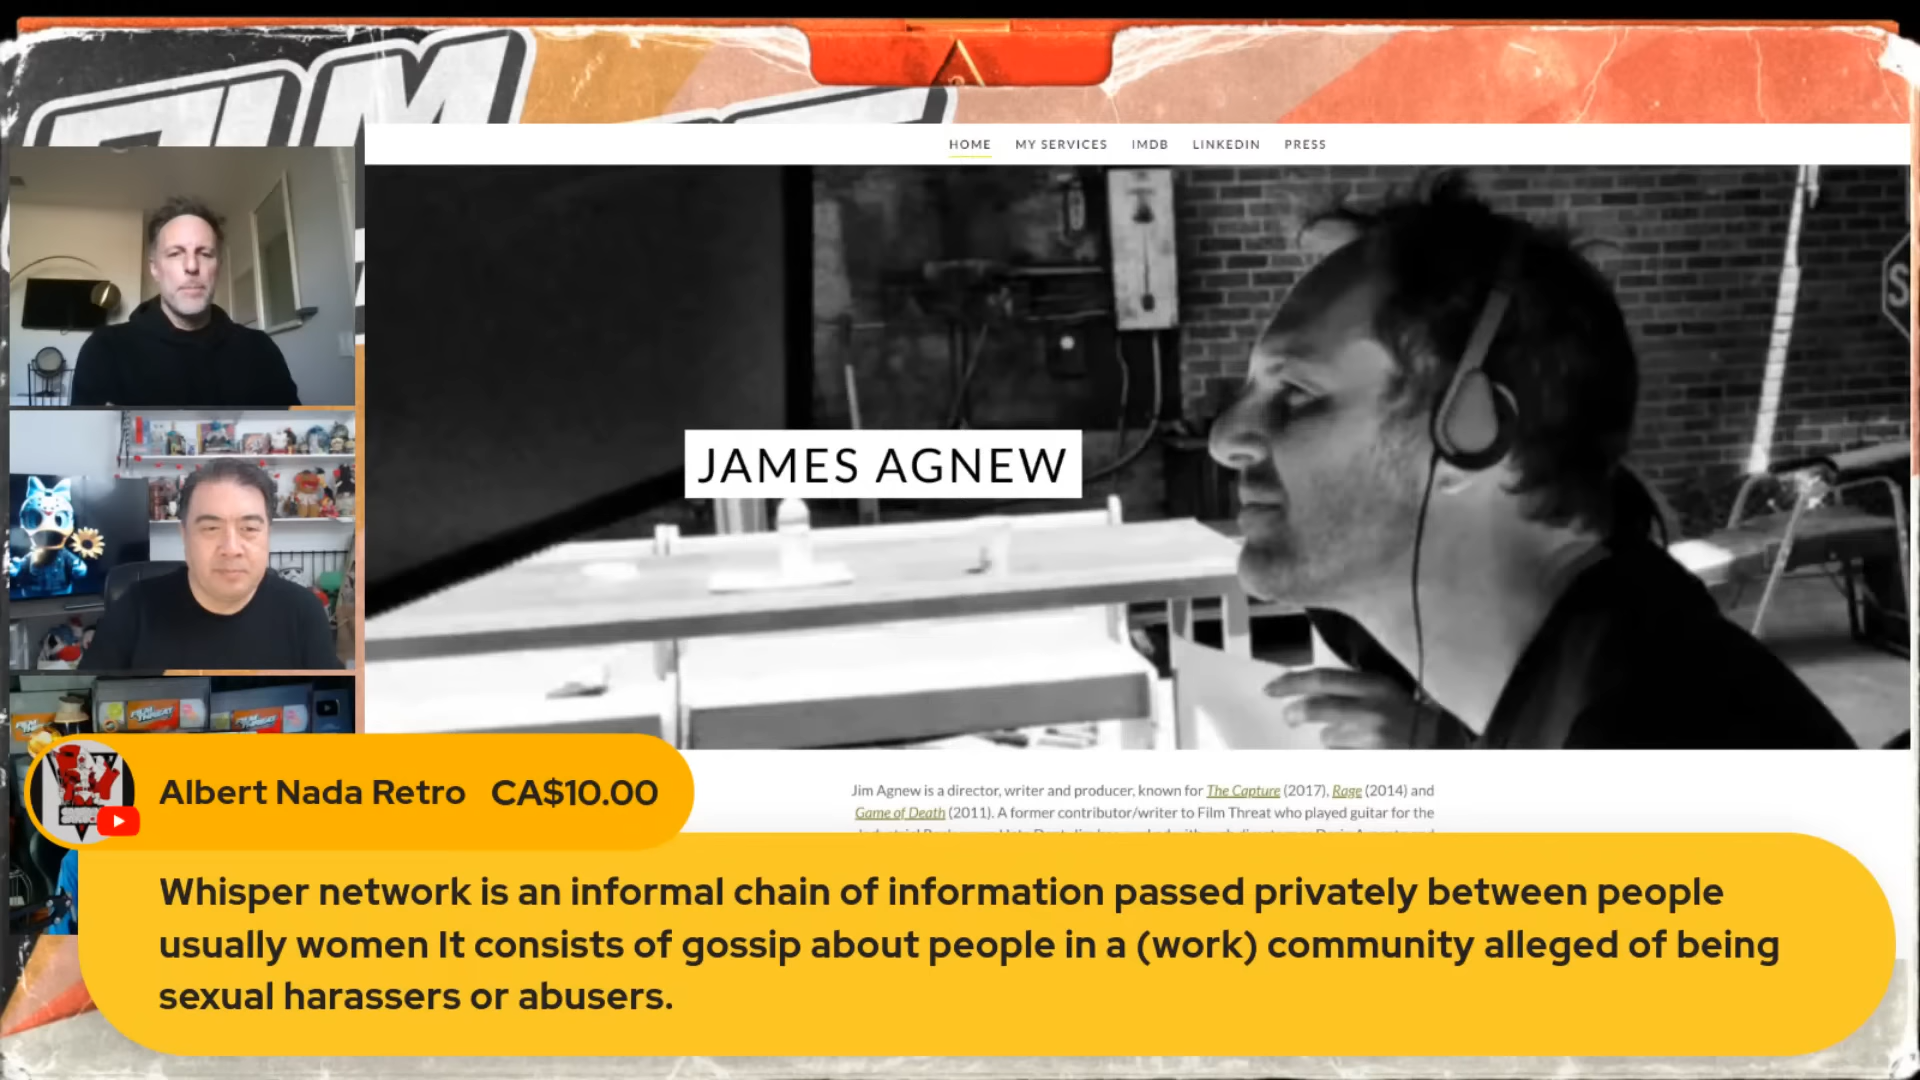 FILM
HOME MY SERVICES IMDB LINKEDIN PRESS
JAMES AGNEW
Jim Agnew is a director, writer and producer, known for The Capture (2017), Rage (2014) and
Game of Death (2011). A former contributor/writer to Film Threat who played guitar for the
FILM THREAT
Albert Nada Retro CA$10.00
Whisper network is an informal chain of information passed privately between people
usually women It consists of gossip about people in a (work) community alleged of being
sexual harassers or abusers.